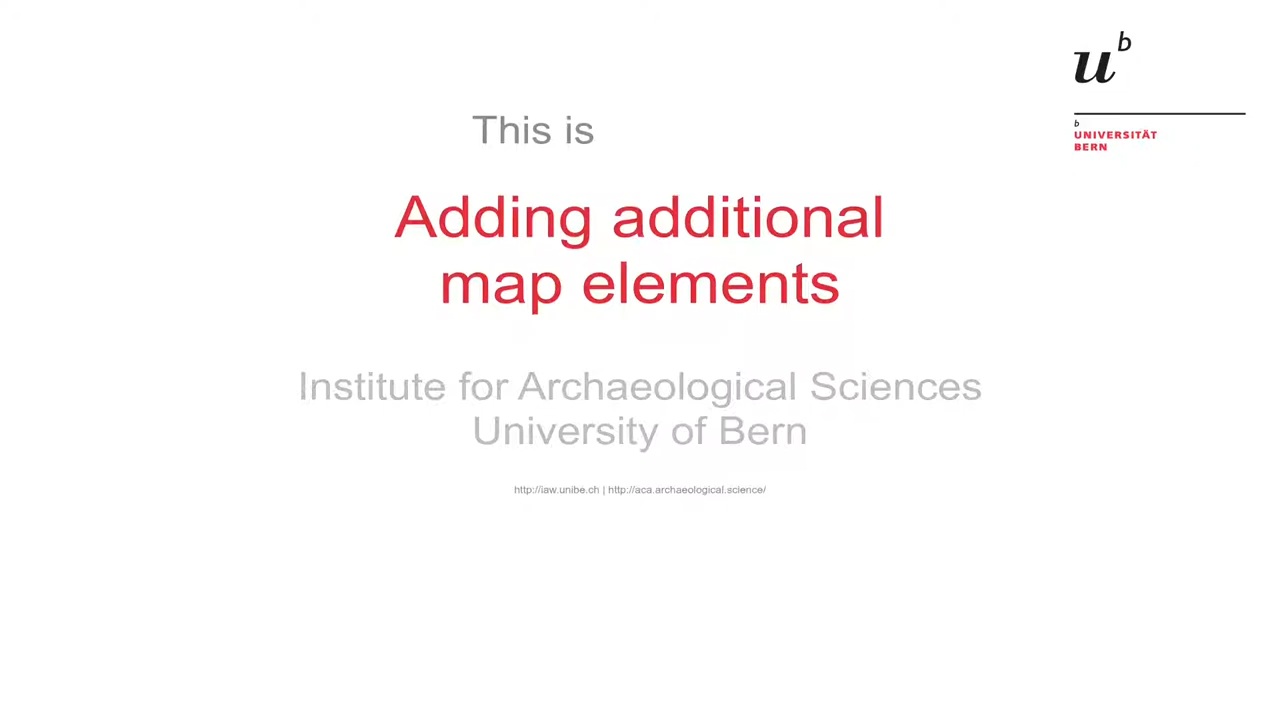 u^b
b
UNIVERSITÄT
BERN
This is
Adding additional
map elements
Institute for Archaeological Sciences
University of Bern
http://iaw.unibe.ch | http://aca.archaeological.science/